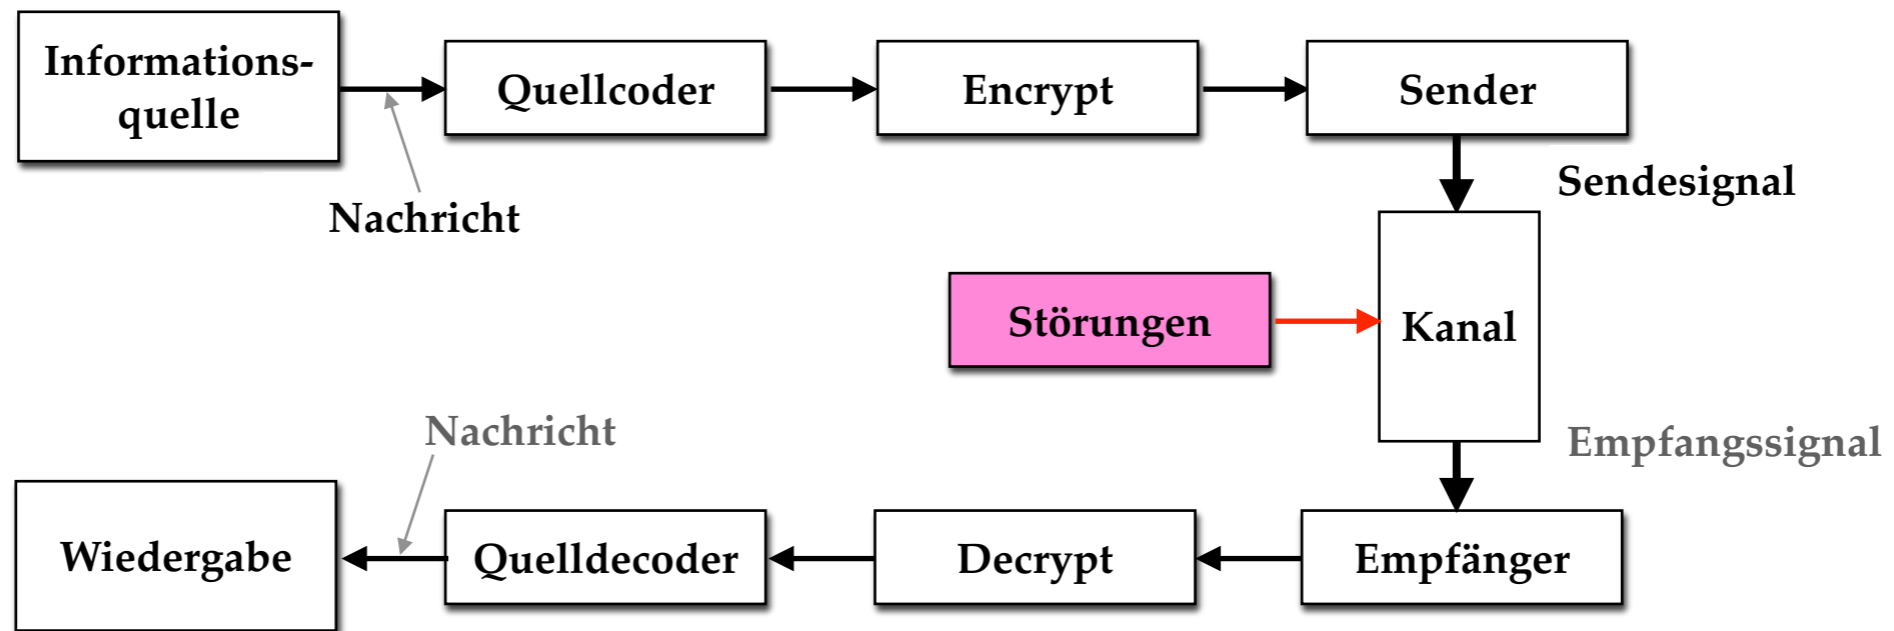 Informations-
quelle
Quellcoder
Encrypt
Sender
Nachricht
Sendesignal
Störungen
Kanal
Nachricht
Empfangssignal
Wiedergabe
Quelldecoder
Decrypt
Empfänger